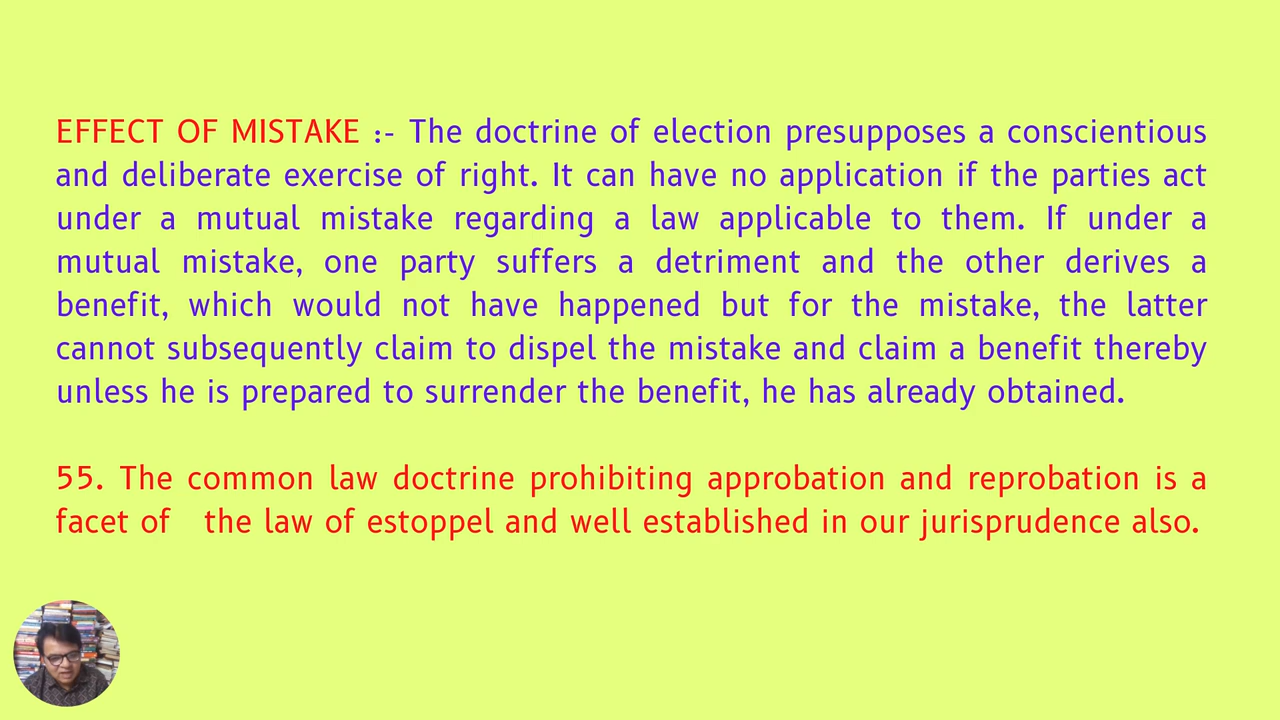 EFFECT OF MISTAKE :- The doctrine of election presupposes a conscientious
and deliberate exercise of right. It can have no application if the parties act
under a mutual mistake regarding a law applicable to them. If under a
mutual mistake, one party suffers a detriment and the other derives a
benefit, which would not have happened but for the mistake, the latter
cannot subsequently claim to dispel the mistake and claim a benefit thereby
unless he is prepared to surrender the benefit, he has already obtained.
55. The common law doctrine prohibiting approbation and reprobation is a
facet of the law of estoppel and well established in our jurisprudence also.